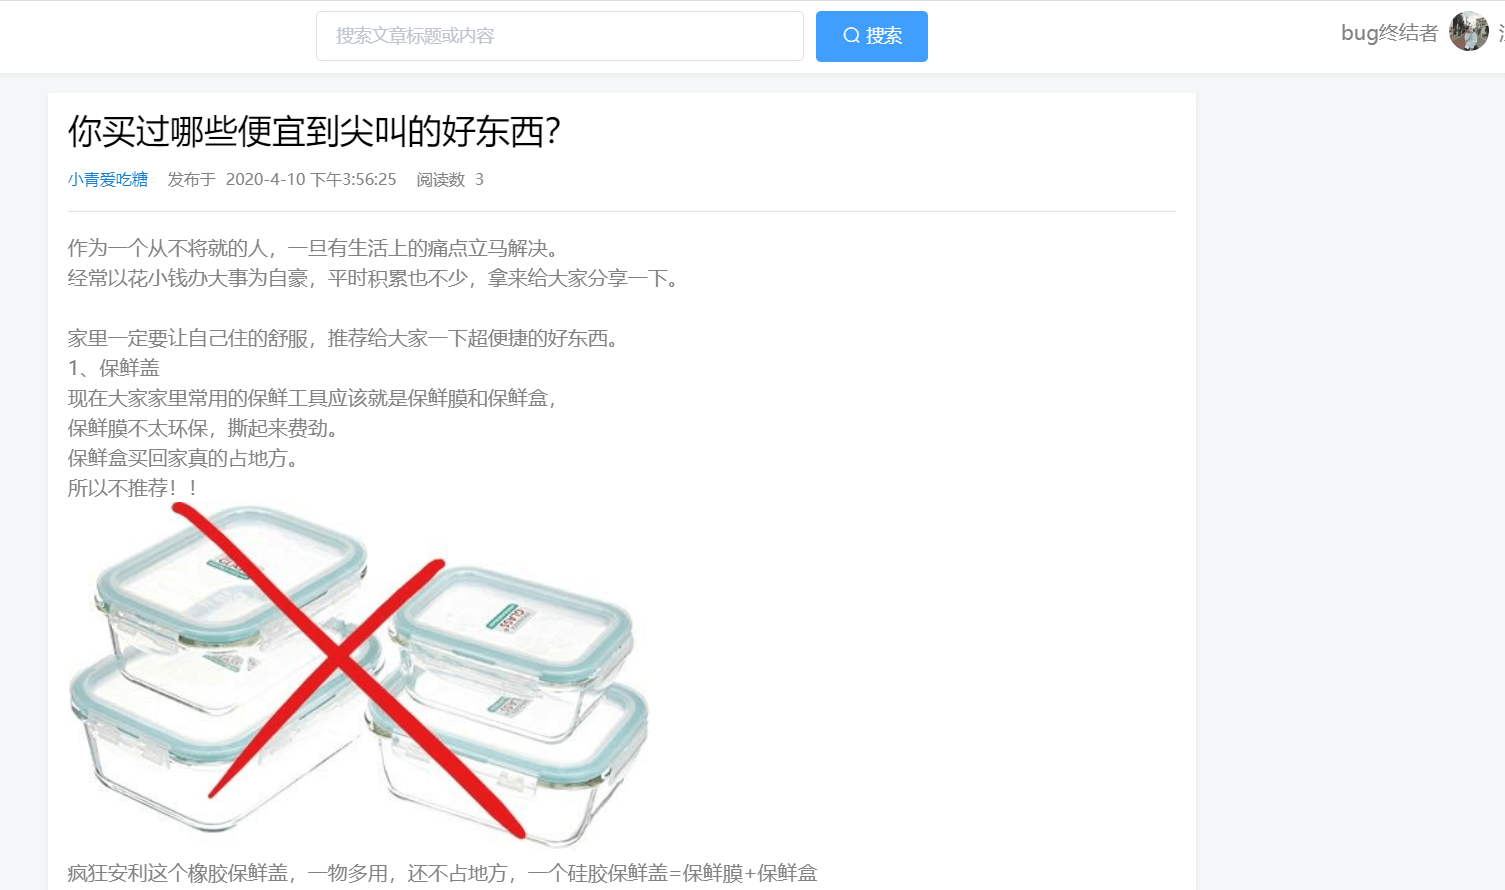 搜索文章标题或内容
搜索
bug终结者
你买过哪些便宜到尖叫的好东西？
小青爱吃糖 发布于 2020-4-10 下午3:56:25 阅读数 3
作为一个从不将就的人，一旦有生活上的痛点立马解决。
经常以花小钱办大事为自豪，平时积累也不少，拿来给大家分享一下。
家里一定要让自己住的舒服，推荐给大家一下超便捷的好东西。
1、保鲜盖
现在大家家里常用的保鲜工具应该就是保鲜膜和保鲜盒，
保鲜膜不太环保，撕起来费劲。
保鲜盒买回家真的占地方。
所以不推荐！！
GLASS
GLASS
疯狂安利这个橡胶保鲜盖，一物多用，还不占地方，一个硅胶保鲜盖=保鲜膜+保鲜盒